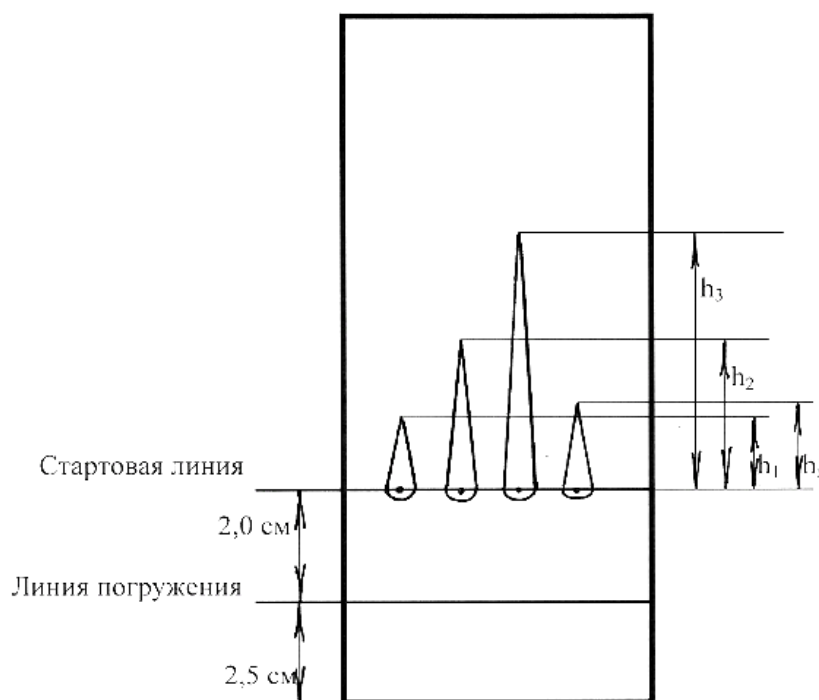 h₃
h₂
Стартовая линия
h₁
2,0 см
Линия погружения
2,5 см